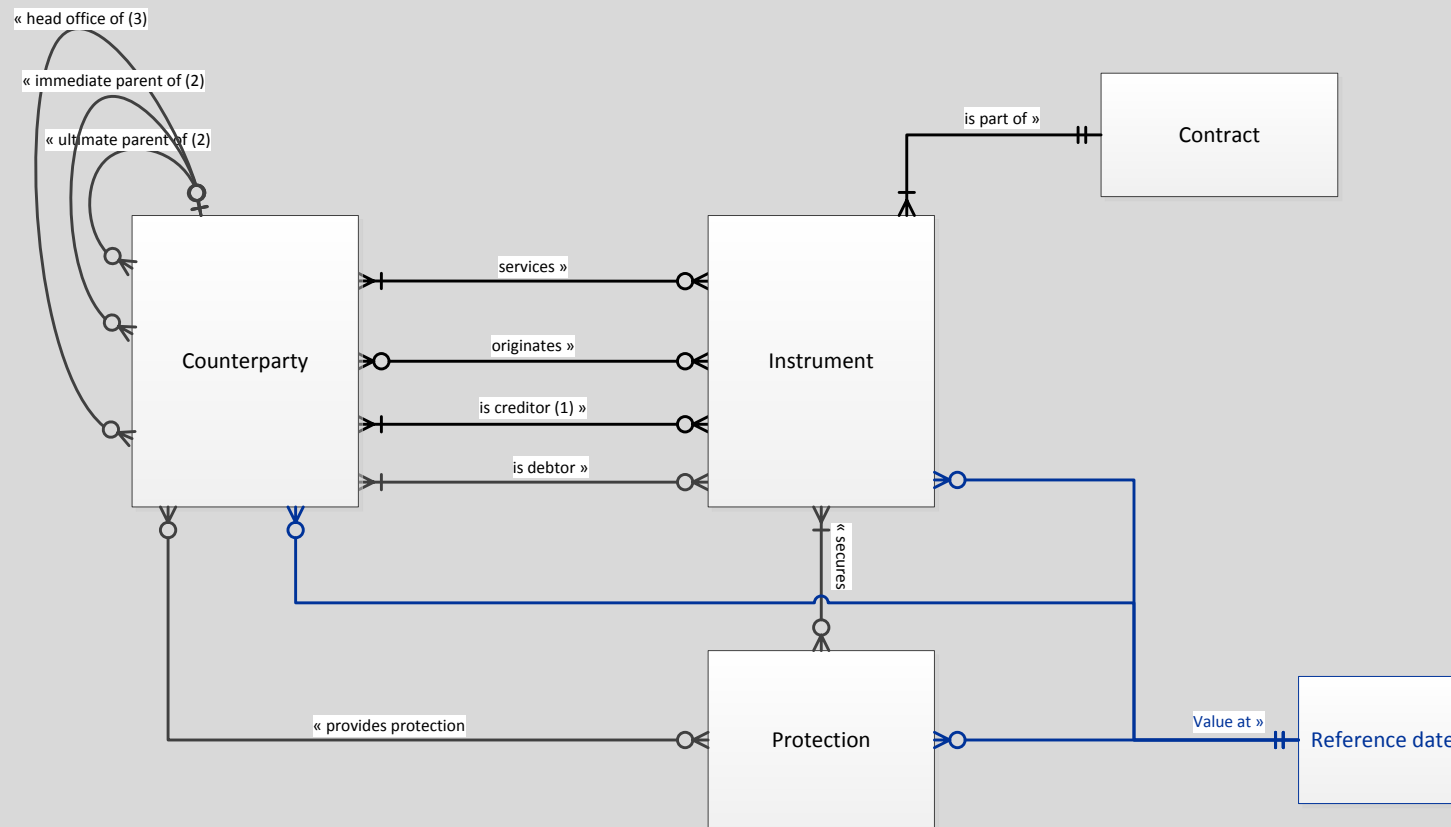 « head office of (3)
« immediate parent of (2)
« ultimate parent of (2)
is part of »
Contract
services »
originates »
Counterparty
Instrument
is creditor (1) »
is debtor »
« secures
« provides protection
Protection
Value at »
Reference date